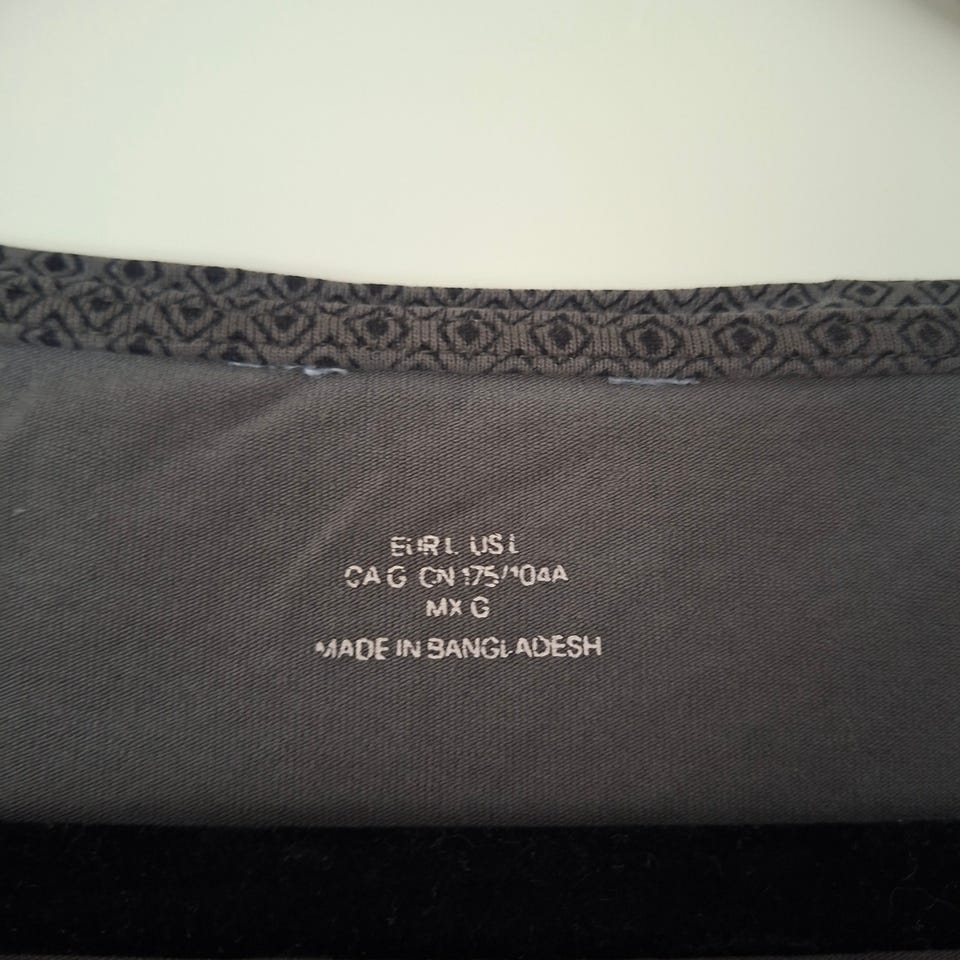 EUR L US L
CA G CN 175/104A
MX G
MADE IN BANGLADESH